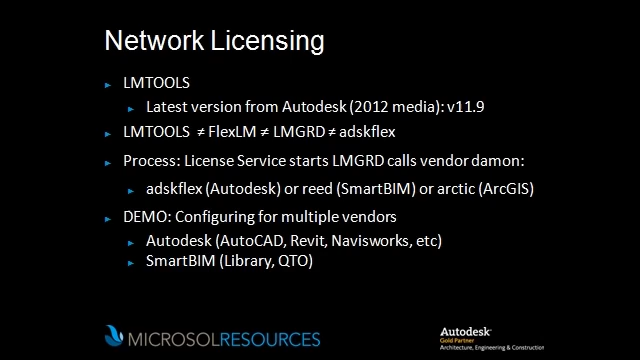 Network Licensing
LMTOOLS
Latest version from Autodesk (2012 media): v11.9
LMTOOLS ≠ FlexLM ≠ LMGRD ≠ adskflex
Process: License Service starts LMGRD calls vendor damon:
adskflex (Autodesk) or reed (SmartBIM) or arctic (ArcGIS)
DEMO: Configuring for multiple vendors
Autodesk (AutoCAD, Revit, Navisworks, etc)
SmartBIM (Library, QTO)
MICROSOLRESOURCES
Autodesk
Gold Partner
Architecture, Engineering & Construction